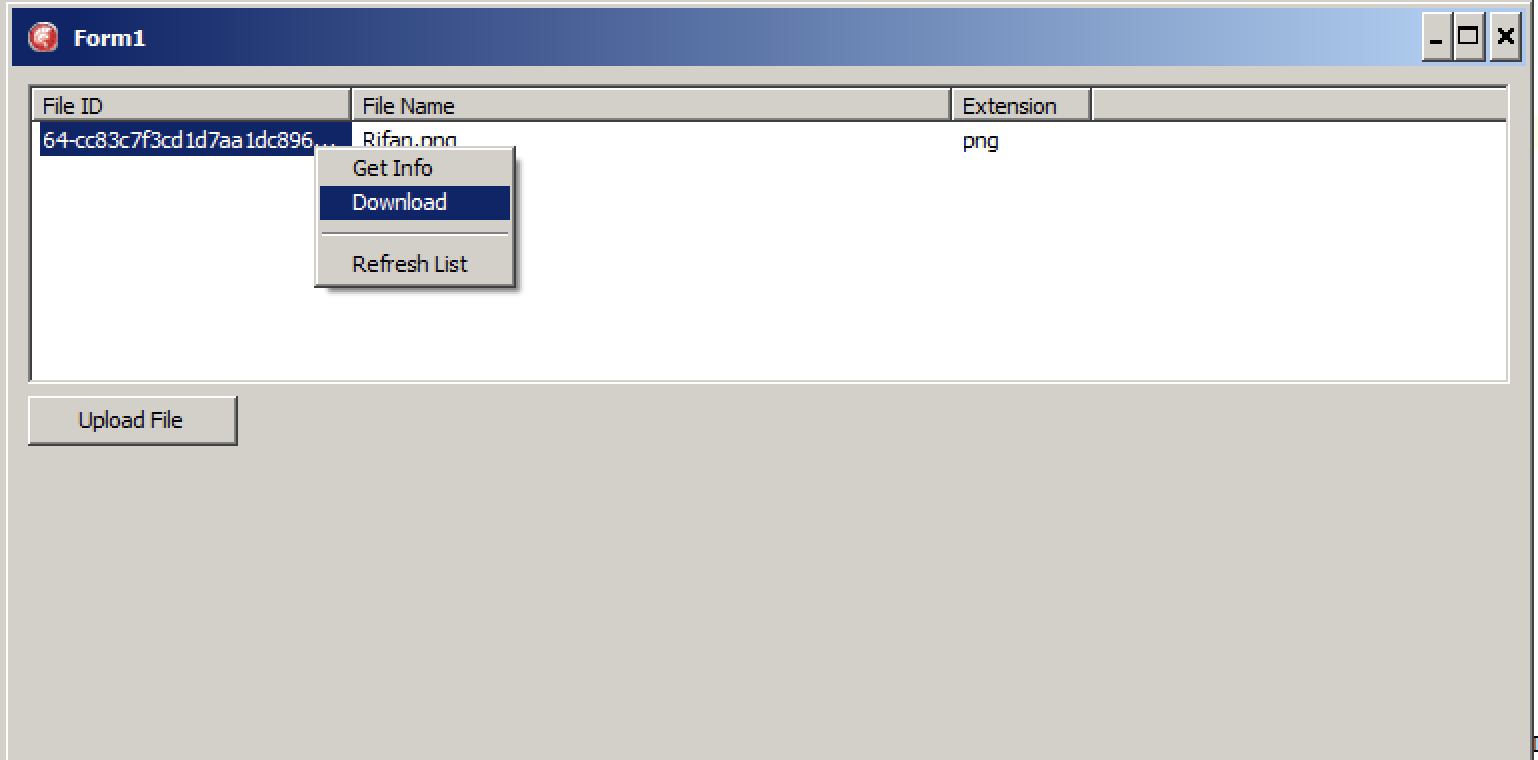 Form1
File ID File Name Extension
64-cc83c7f3cd1d7aa1dc896... Rifan.png png
Get Info
Download
Refresh List
Upload File